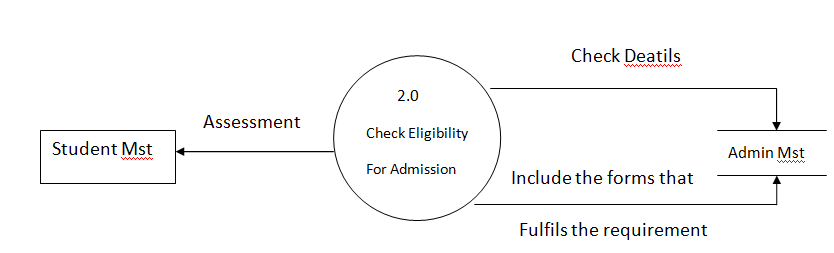 Check Deatils
2.0
Assessment
Check Eligibility
Student Mst
Admin Mst
For Admission
Include the forms that
Fulfils the requirement